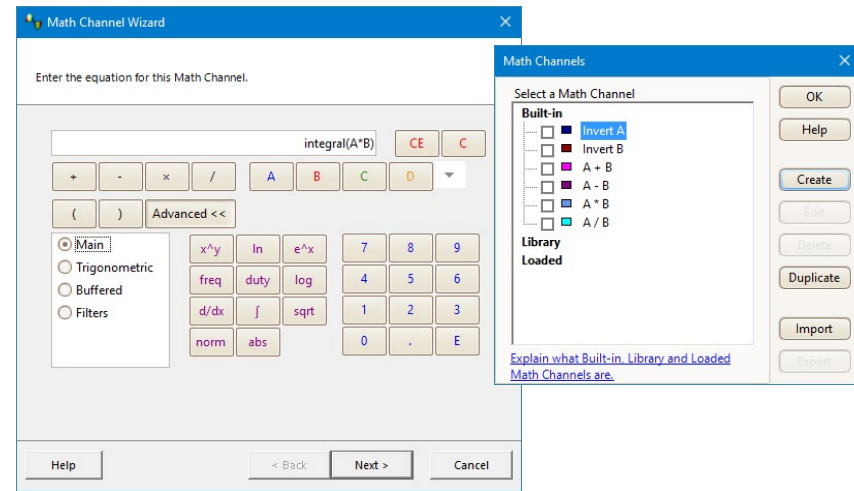 Math Channel Wizard
Enter the equation for this Math Channel.
integral(A*B) CE C
+ - × / A B C D
( ) Advanced <<
Main x^y ln e^x 7 8 9
Trigonometric freq duty log 4 5 6
Buffered d/dx ∫ sqrt 1 2 3
Filters norm abs 0 . E
Help < Back Next > Cancel
Math Channels
Select a Math Channel OK
Built-in
Invert A Help
Invert B
A + B
A - B Create
A * B
A / B Edit
Library Delete
Loaded
Duplicate
Import
Explain what Built-in, Library and Loaded Export
Math Channels are.